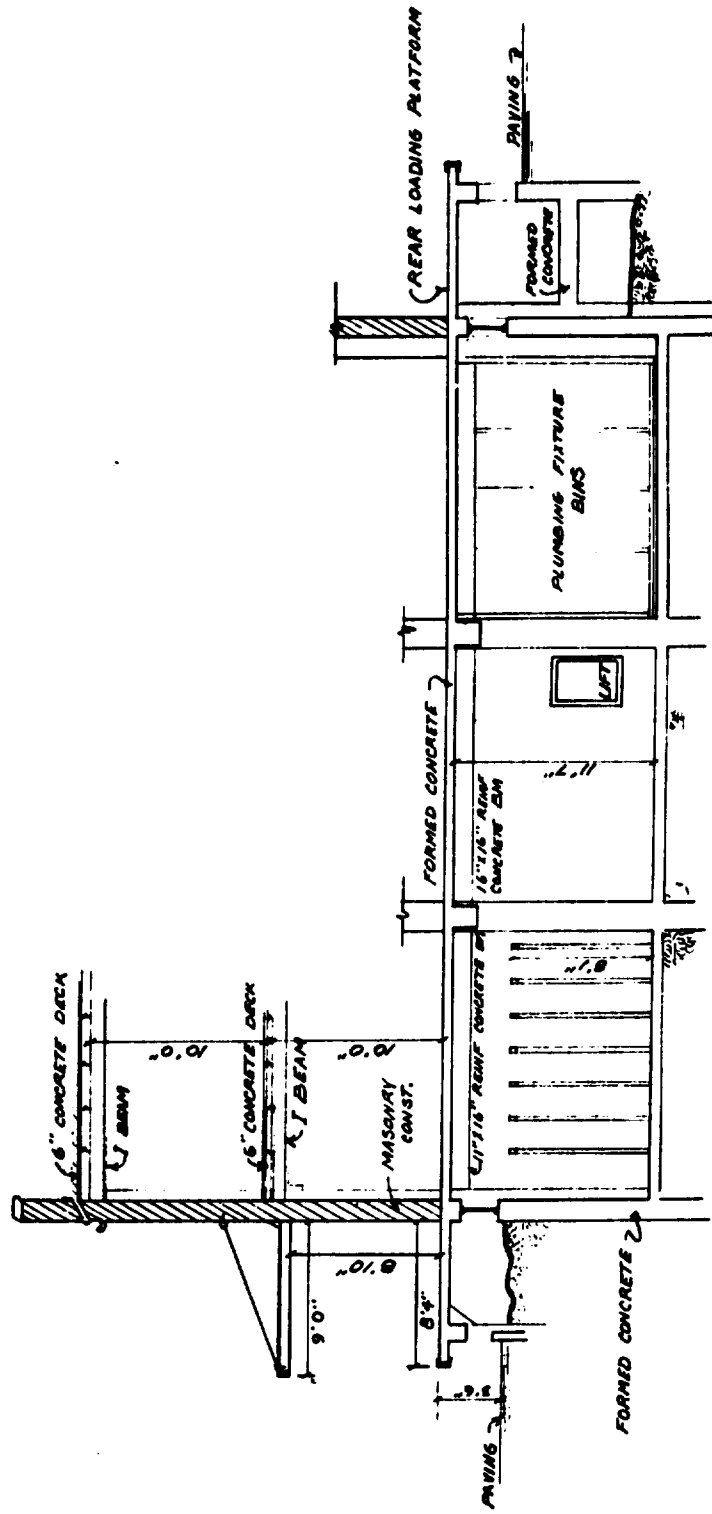 6" CONCRETE DECK
I BEAM
10'0"
6" CONCRETE DECK
I BEAM
10'0"
MASONRY
CONST.
8'10"
9'0"
8'4"
3'6"
PAVING
FORMED CONCRETE
11"X16" REINF CONCRETE BM
8'1"
FORMED CONCRETE
16"X16" REINF
CONCRETE BM
11'7"
LIFT
PLUMBING FIXTURE
BINS
REAR LOADING PLATFORM
FORMED
CONCRETE
PAVING